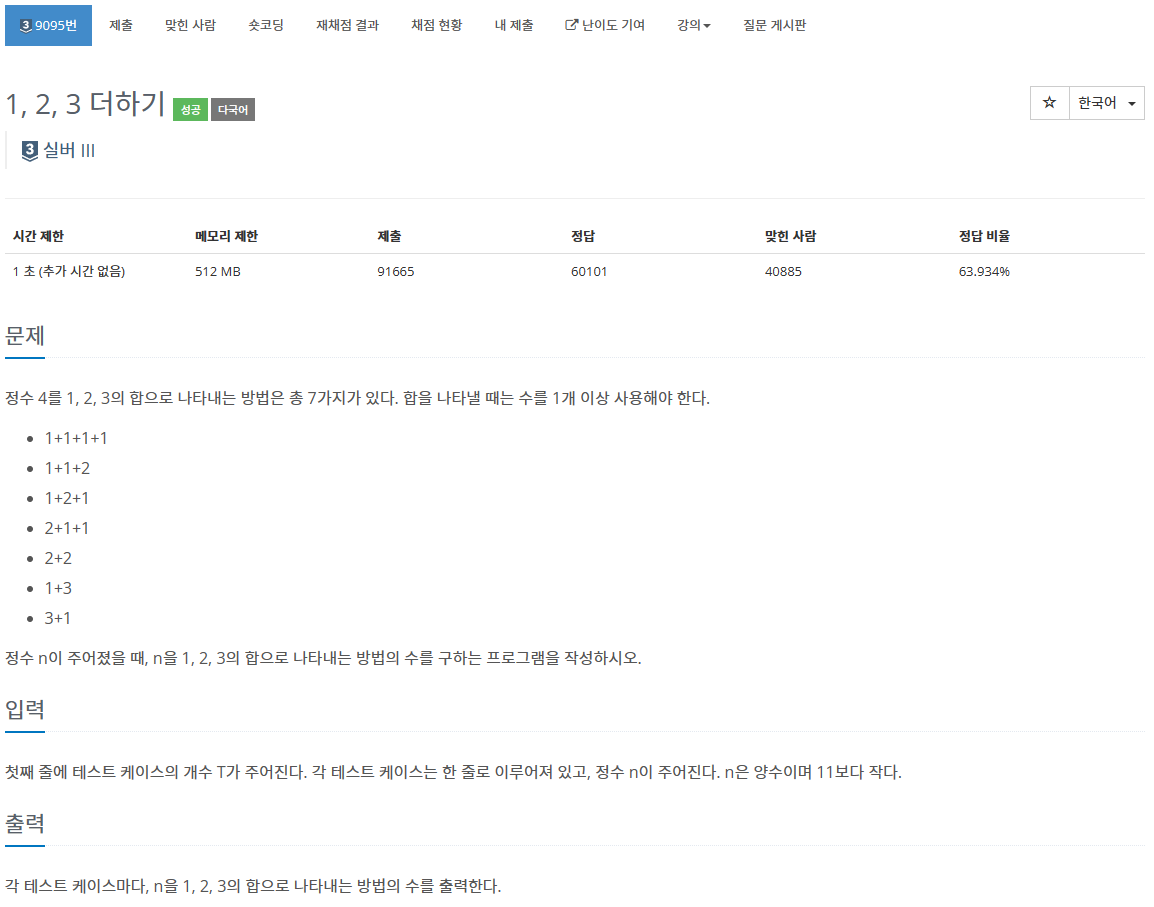 3 9095번 제출 맞힌 사람 숏코딩 재채점 결과 채점 현황 내 제출 난이도 기여 강의 질문 게시판
1, 2, 3 더하기 성공 다국어 ☆ 한국어
3 실버 III
시간 제한 메모리 제한 제출 정답 맞힌 사람 정답 비율
1 초 (추가 시간 없음) 512 MB 91665 60101 40885 63.934%
문제
정수 4를 1, 2, 3의 합으로 나타내는 방법은 총 7가지가 있다. 합을 나타낼 때는 수를 1개 이상 사용해야 한다.
• 1+1+1+1
• 1+1+2
• 1+2+1
• 2+1+1
• 2+2
• 1+3
• 3+1
정수 n이 주어졌을 때, n을 1, 2, 3의 합으로 나타내는 방법의 수를 구하는 프로그램을 작성하시오.
입력
첫째 줄에 테스트 케이스의 개수 T가 주어진다. 각 테스트 케이스는 한 줄로 이루어져 있고, 정수 n이 주어진다. n은 양수이며 11보다 작다.
출력
각 테스트 케이스마다, n을 1, 2, 3의 합으로 나타내는 방법의 수를 출력한다.